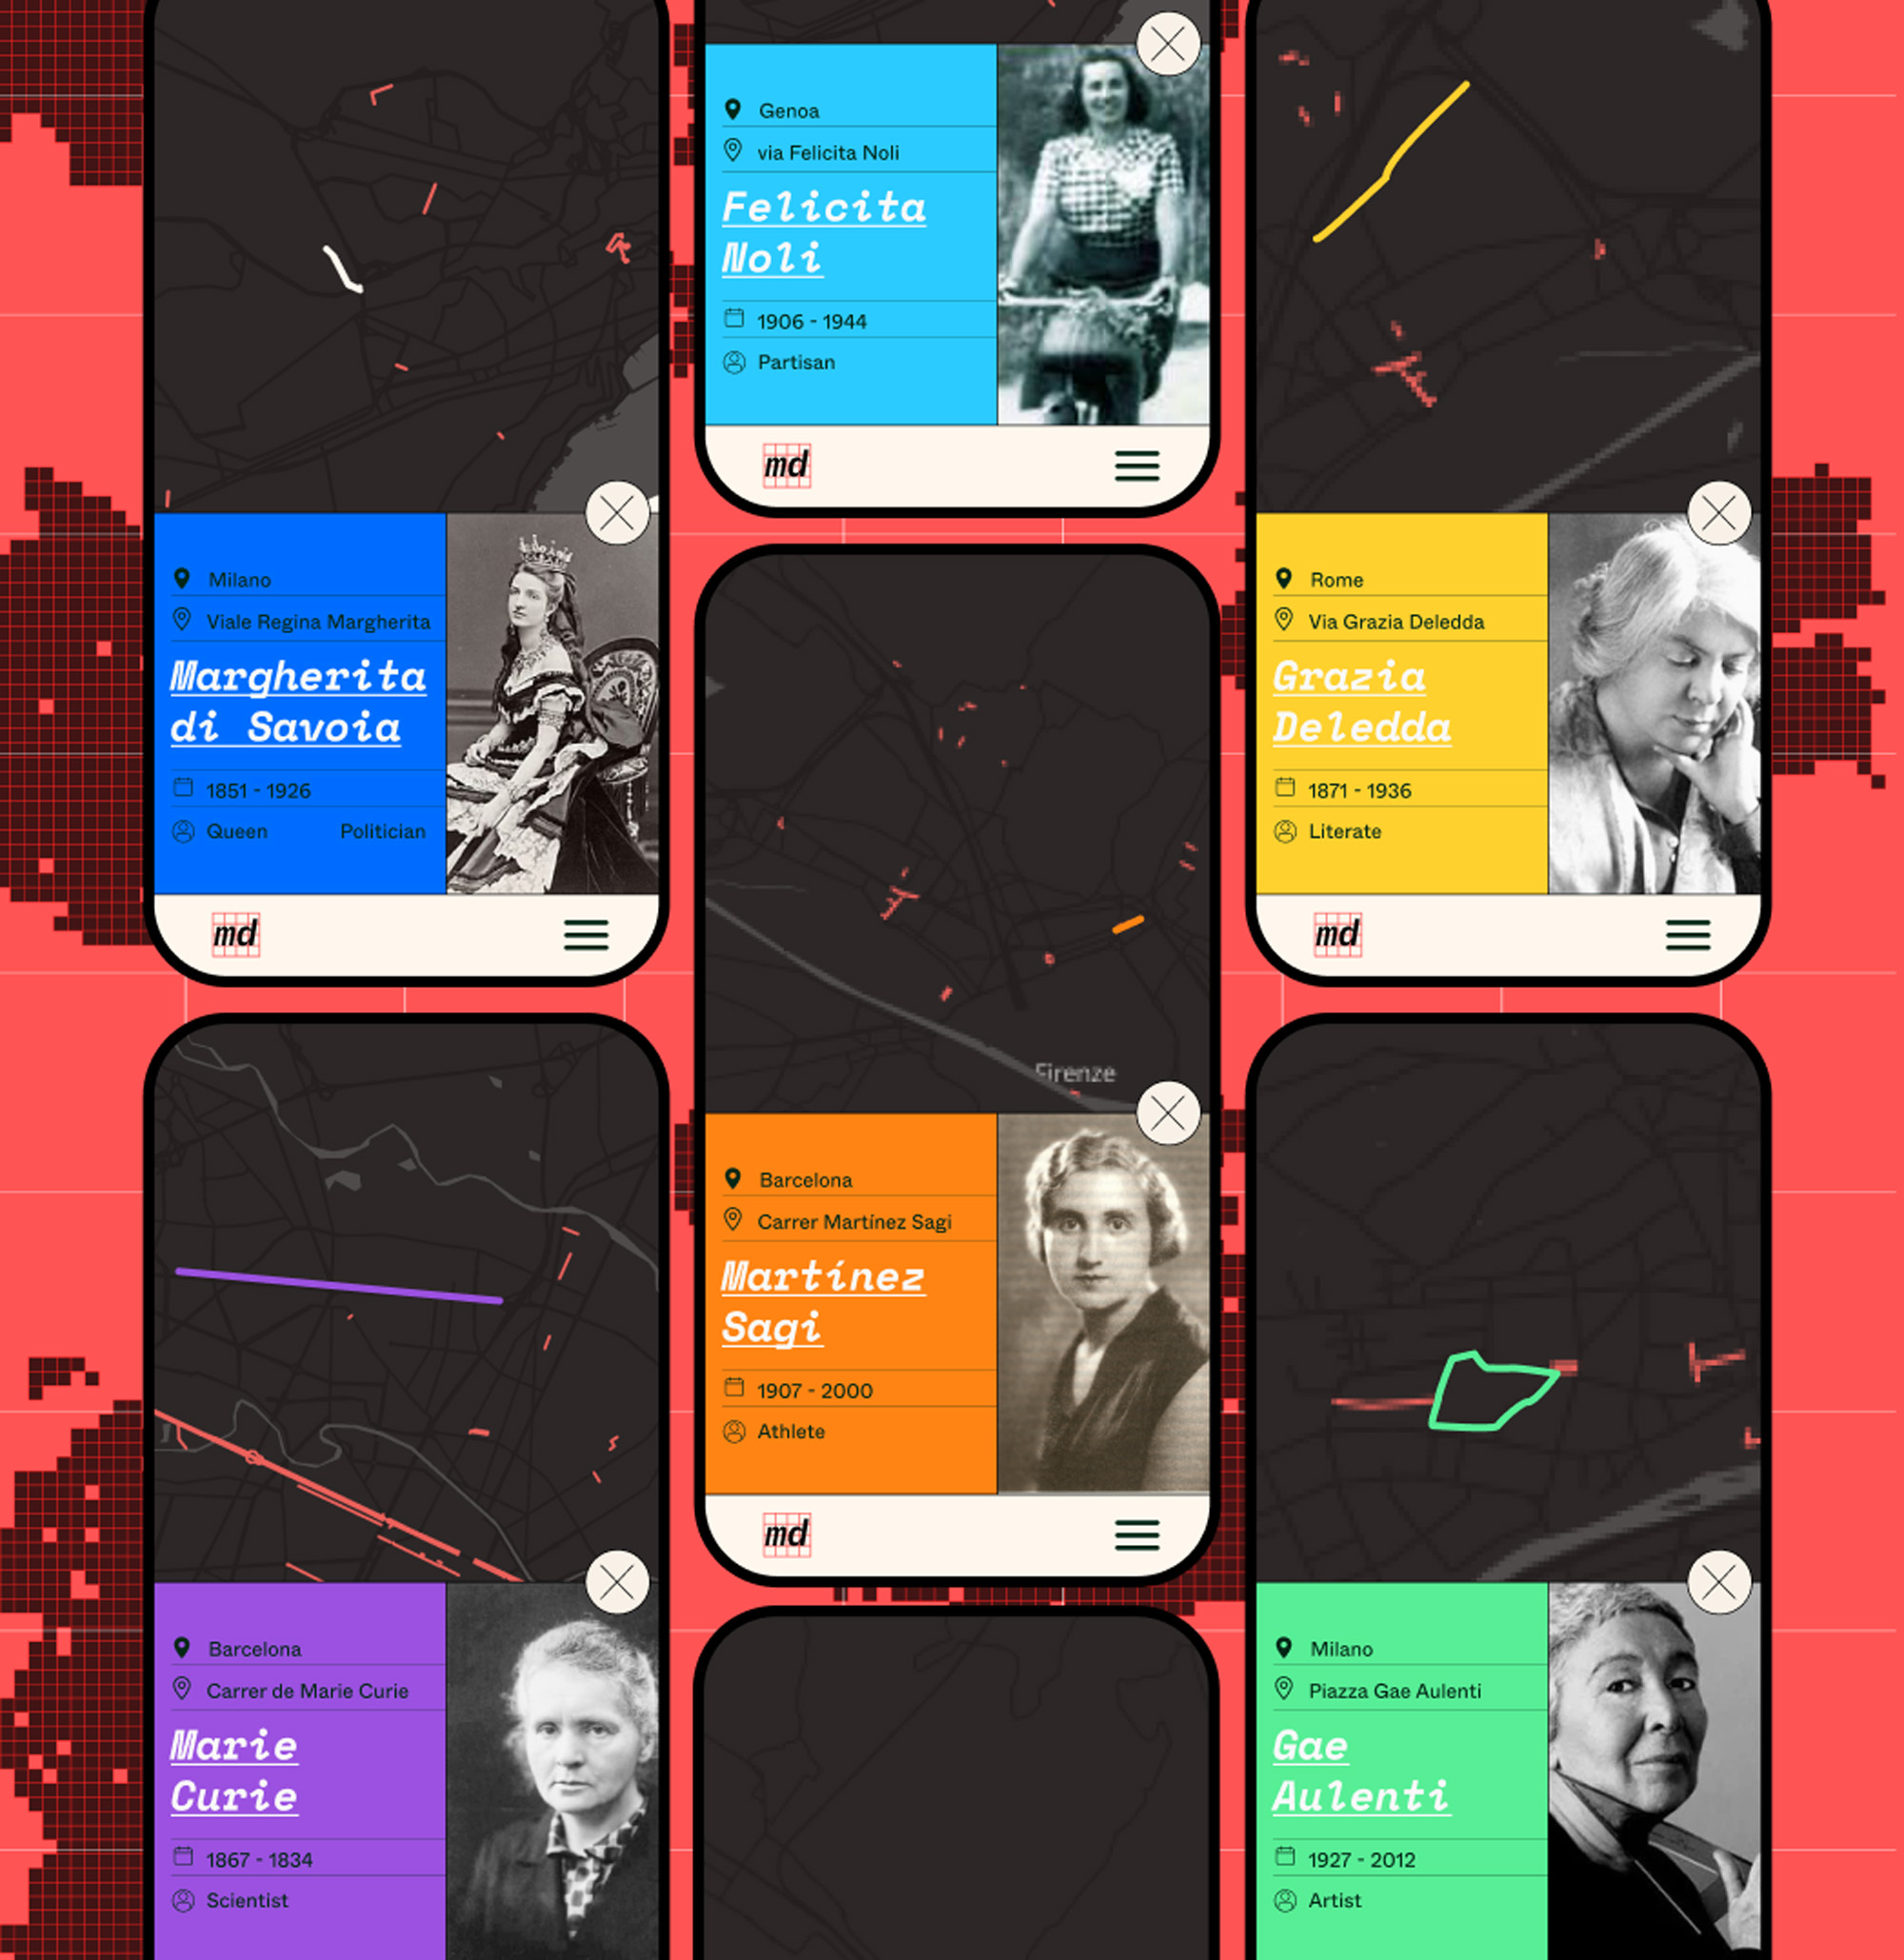 Milano
Viale Regina Margherita
Margherita
di Savoia
1851 - 1926
Queen Politician
md
Barcelona
Carrer de Marie Curie
Marie
Curie
1867 - 1834
Scientist
Genoa
via Felicita Noli
Felicita
Noli
1906 - 1944
Partisan
md
Firenze
Barcelona
Carrer Martínez Sagi
Martínez
Sagi
1907 - 2000
Athlete
md
Rome
Via Grazia Deledda
Grazia
Deledda
1871 - 1936
Literate
md
Milano
Piazza Gae Aulenti
Gae
Aulenti
1927 - 2012
Artist